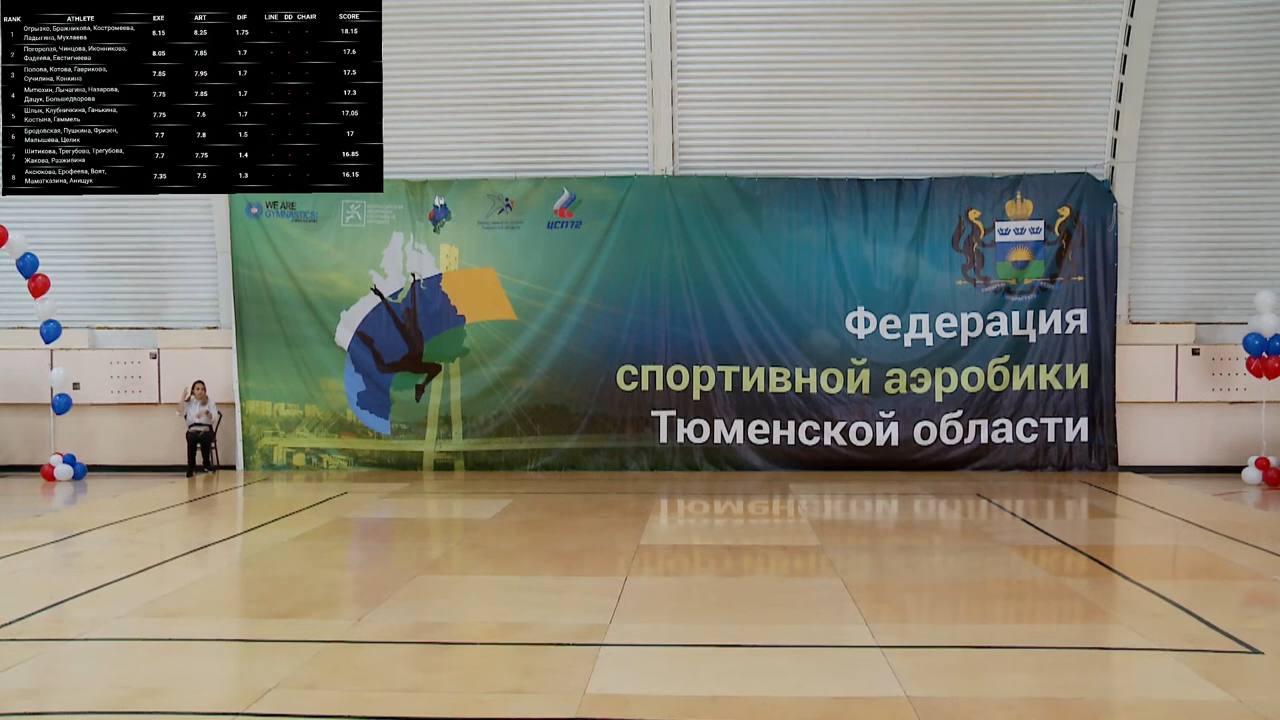 RANK ATHLETE EXE ART DIF LINE DD CHAIR SCORE
1 Огрызко, Бражникова, Костромеева, 8.15 8.25 1.75 - - - 18.15
Ладыгина, Мухлаева
2 Погорелая, Чинцова, Иконникова, 8.05 7.85 1.7 - - - 17.6
Фадеева, Евстигнеева
3 Попова, Котова, Гаврикова, 7.85 7.95 1.7 - - - 17.5
Сучилина, Конкина
4 Митюхин, Лычагина, Назарова, 7.75 7.85 1.7 - - - 17.3
Дацук, Большедворова
5 Шлык, Клубничкина, Ганькина, 7.75 7.6 1.7 - - - 17.05
Костына, Гаммель
6 Бродовская, Пушкина, Фризен, 7.7 7.8 1.5 - - - 17
Малышева, Целик
7 Шитикова, Трегубова, Трегубова, 7.7 7.75 1.4 - - - 16.85
Жакова, Разживина
8 Аксюкова, Ерофеева, Воят, 7.35 7.5 1.3 - - - 16.15
Маматказина, Анищук
WE ARE
GYMNASTICS!
ЦСП72
Федерация
спортивной аэробики
Тюменской области